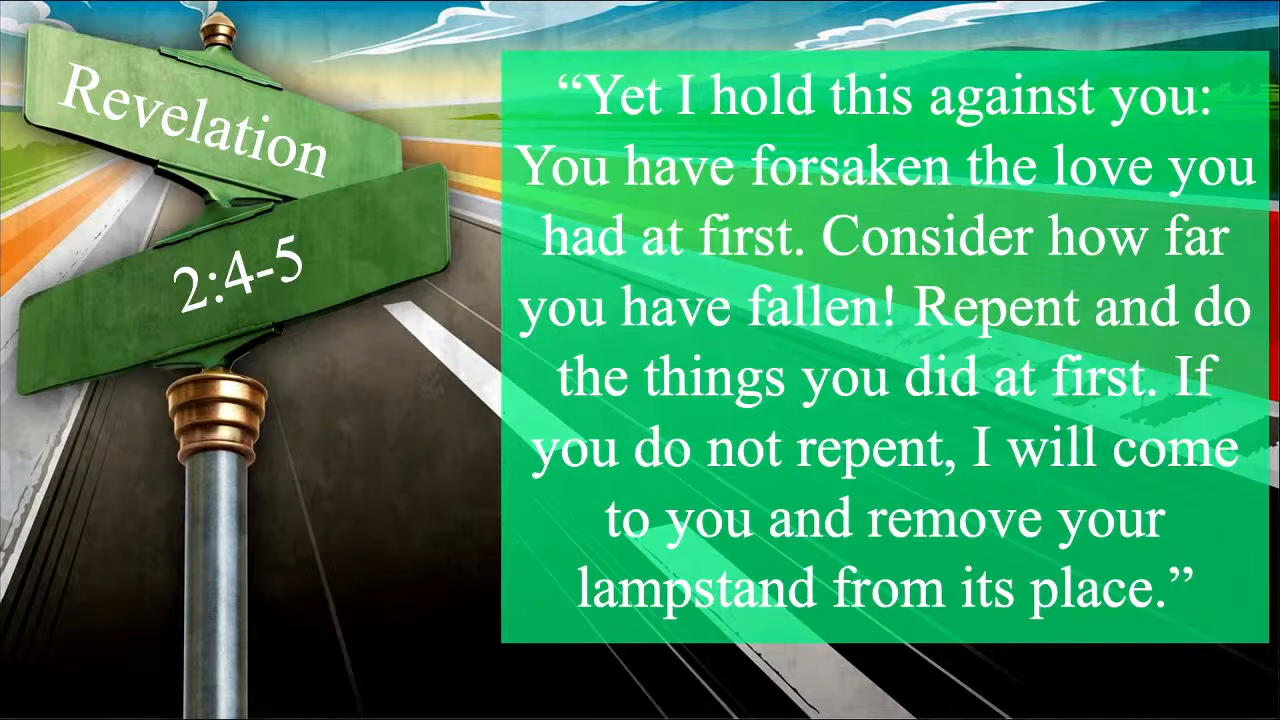 Revelation
2:4-5
“Yet I hold this against you:
You have forsaken the love you
had at first. Consider how far
you have fallen! Repent and do
the things you did at first. If
you do not repent, I will come
to you and remove your
lampstand from its place.”